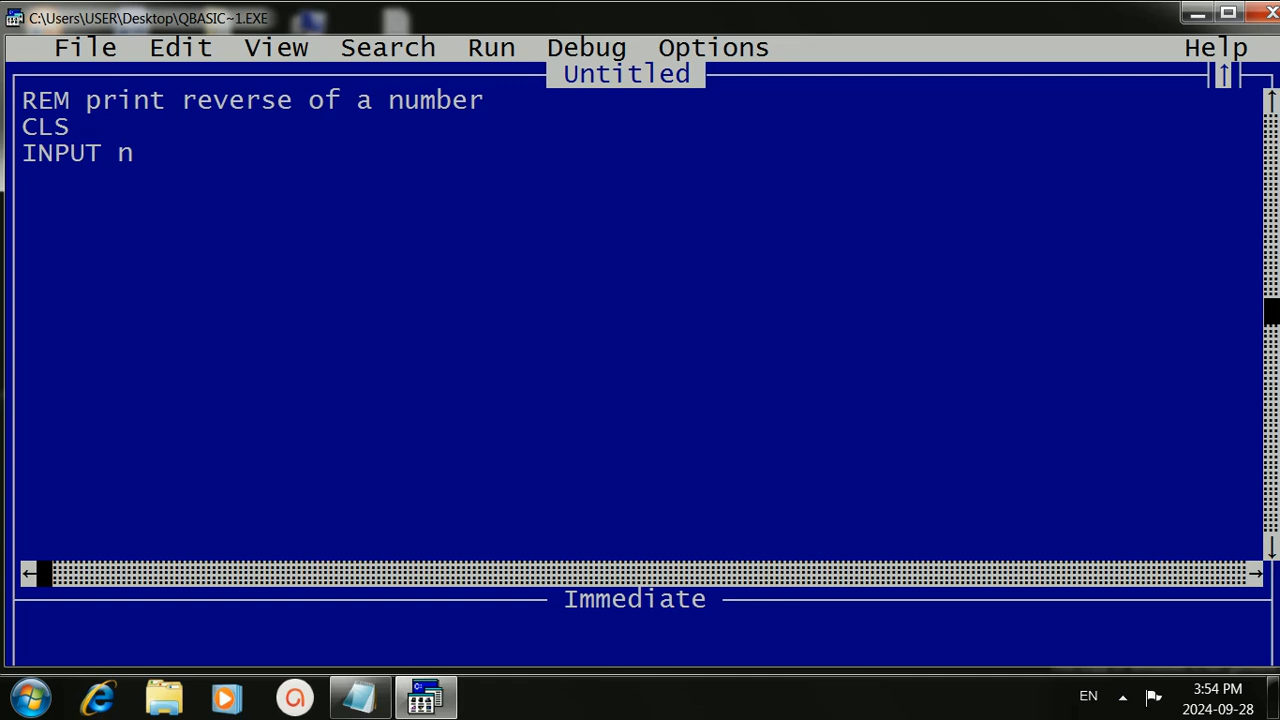 C:\Users\USER\Desktop\QBASIC~1.EXE
File Edit View Search Run Debug Options Help
Untitled
REM print reverse of a number
CLS
INPUT n
Immediate
EN
3:54 PM
2024-09-28